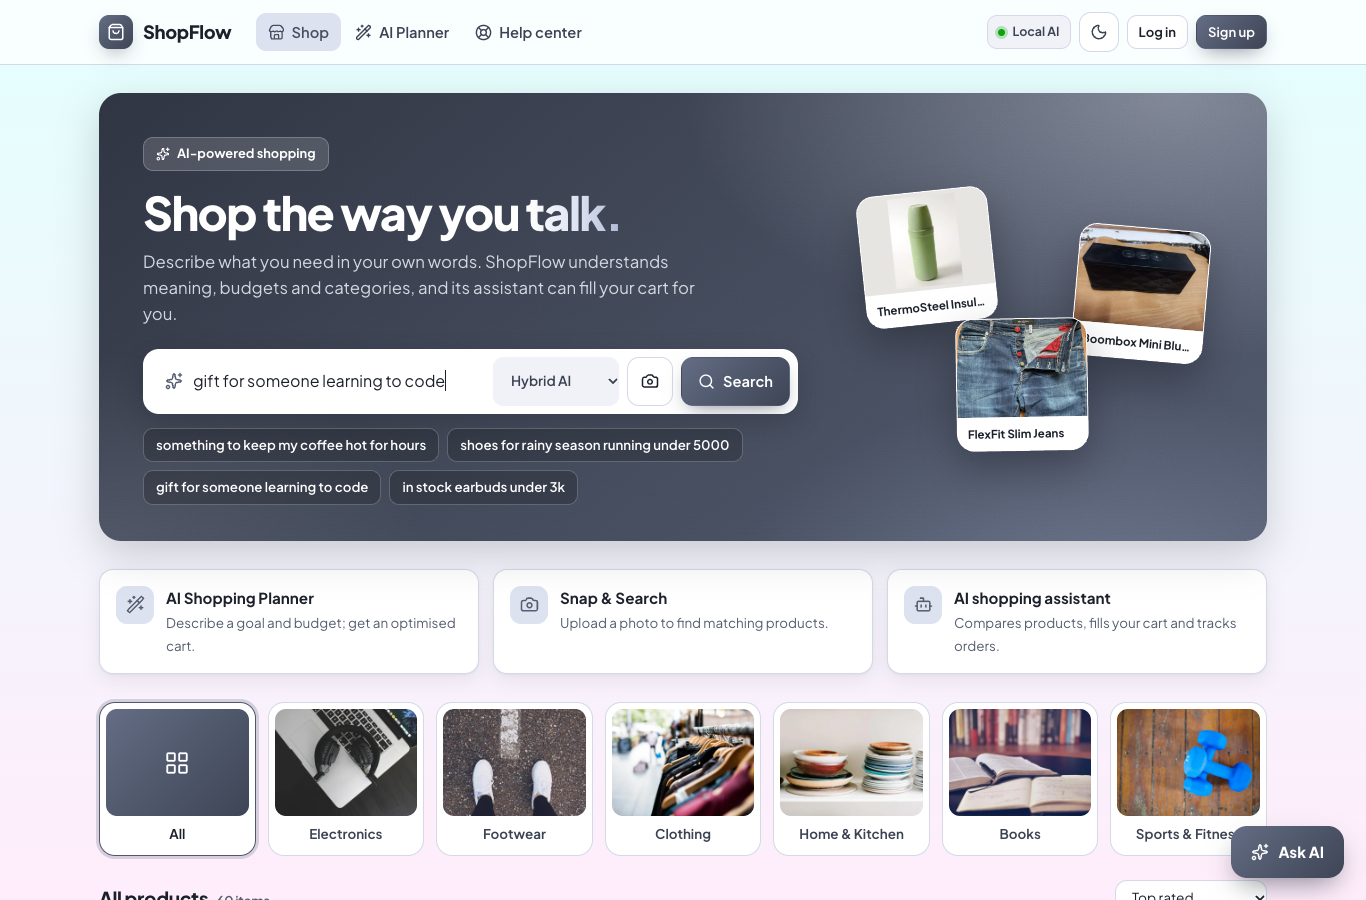 ShopFlow
Shop
AI Planner
Help center
Local AI
Log in
Sign up
AI-powered shopping
Shop the way you talk.
Describe what you need in your own words. ShopFlow understands
meaning, budgets and categories, and its assistant can fill your cart for
you.
gift for someone learning to code
Hybrid AI
Search
something to keep my coffee hot for hours
shoes for rainy season running under 5000
gift for someone learning to code
in stock earbuds under 3k
ThermoSteel Insul...
Boombox Mini Blu...
FlexFit Slim Jeans
AI Shopping Planner
Describe a goal and budget; get an optimised
cart.
Snap & Search
Upload a photo to find matching products.
AI shopping assistant
Compares products, fills your cart and tracks
orders.
All
Electronics
Footwear
Clothing
Home & Kitchen
Books
Sports & Fitnes
Ask AI
All products
60 items
Top rated